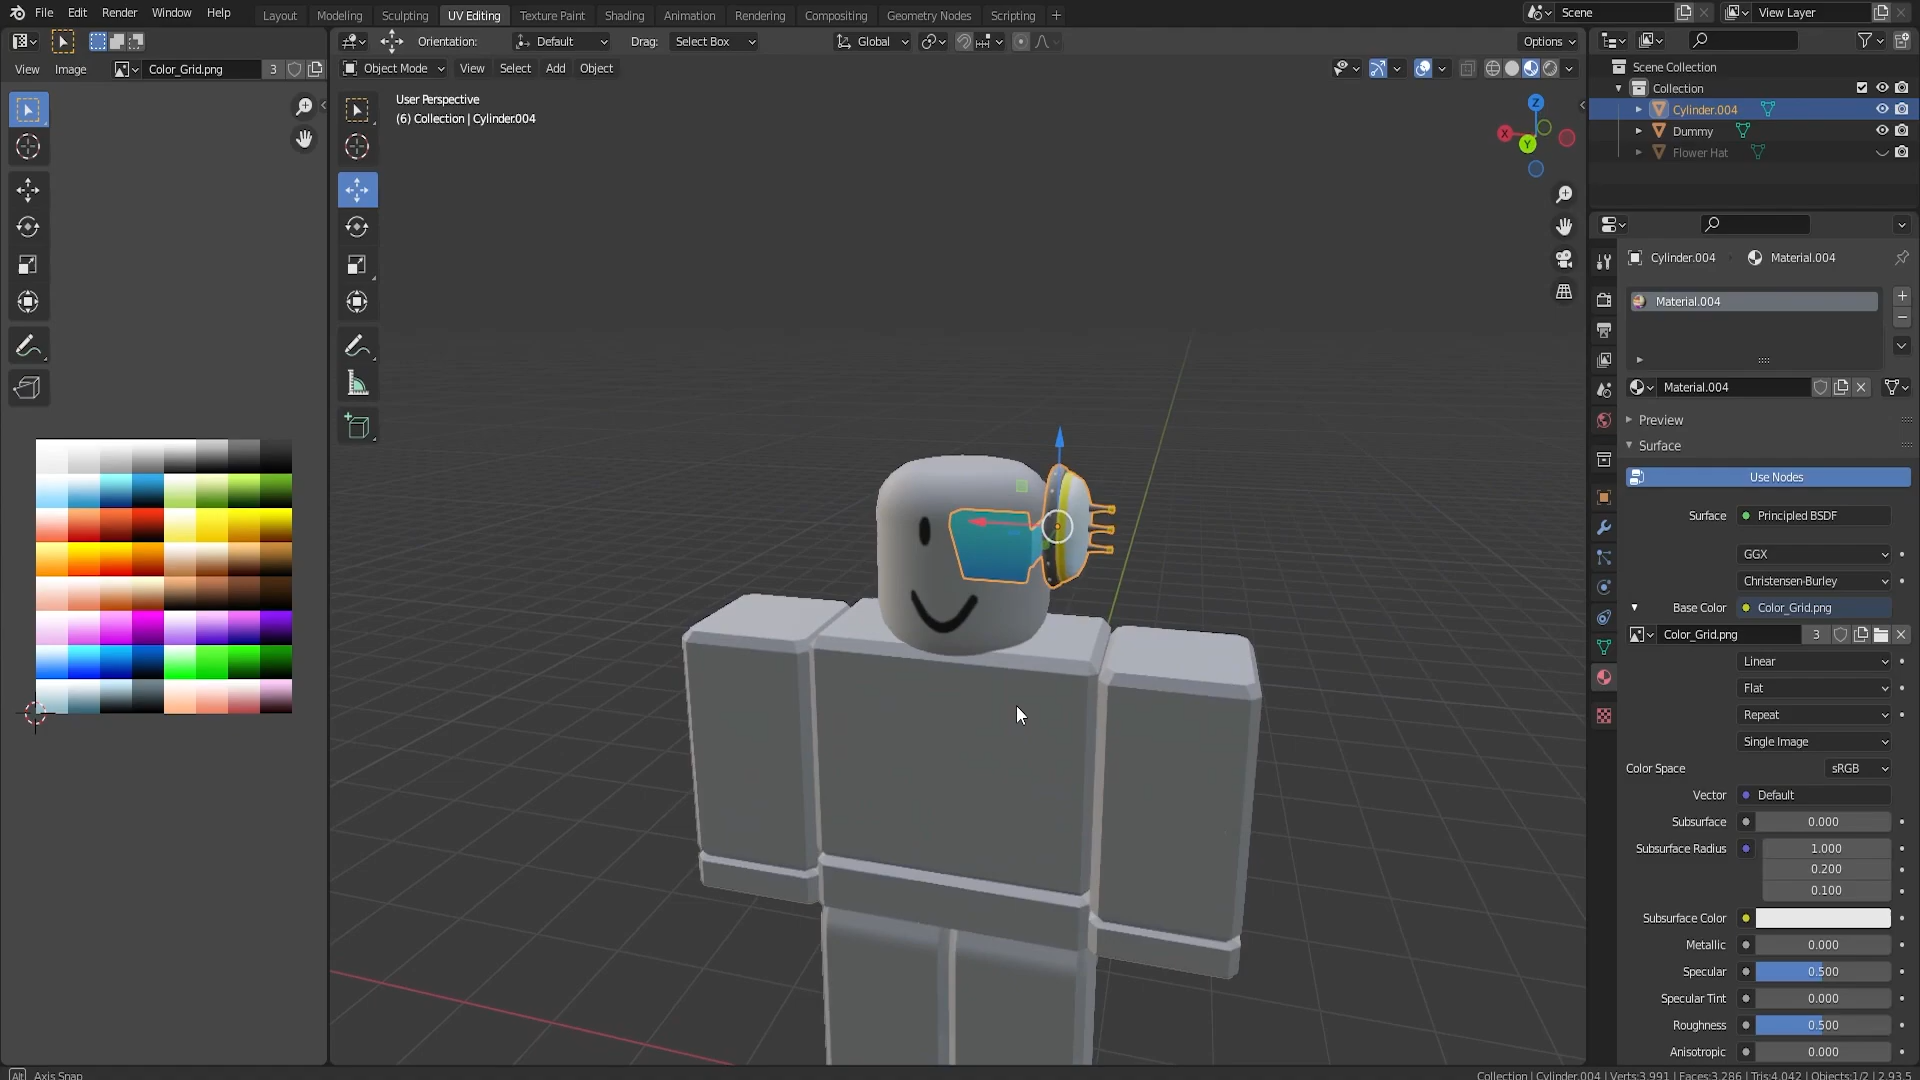 File Edit Render Window Help
Layout Modeling Sculpting UV Editing Texture Paint Shading Animation Rendering Compositing Geometry Nodes Scripting +
Scene View Layer
Orientation: Default Drag: Select Box Global Options
View Image Color_Grid.png 3
Object Mode View Select Add Object
User Perspective
(6) Collection | Cylinder.004
Z
X
Y
Scene Collection
Collection
Cylinder.004
Dummy
Flower Hat
Cylinder.004 Material.004
Material.004
Material.004
Preview
Surface
Use Nodes
Surface Principled BSDF
GGX
Christensen-Burley
Base Color Color_Grid.png
Color_Grid.png 3
Linear
Flat
Repeat
Single Image
Color Space sRGB
Vector Default
Subsurface 0.000
Subsurface Radius 1.000
0.200
0.100
Subsurface Color
Metallic 0.000
Specular 0.500
Specular Tint 0.000
Roughness 0.500
Anisotropic 0.000
Alt Axis Snap
Collection | Cylinder.004 | Verts:3,991 | Faces:3,286 | Tris:4,042 | Objects:1/2 | 2.93.5